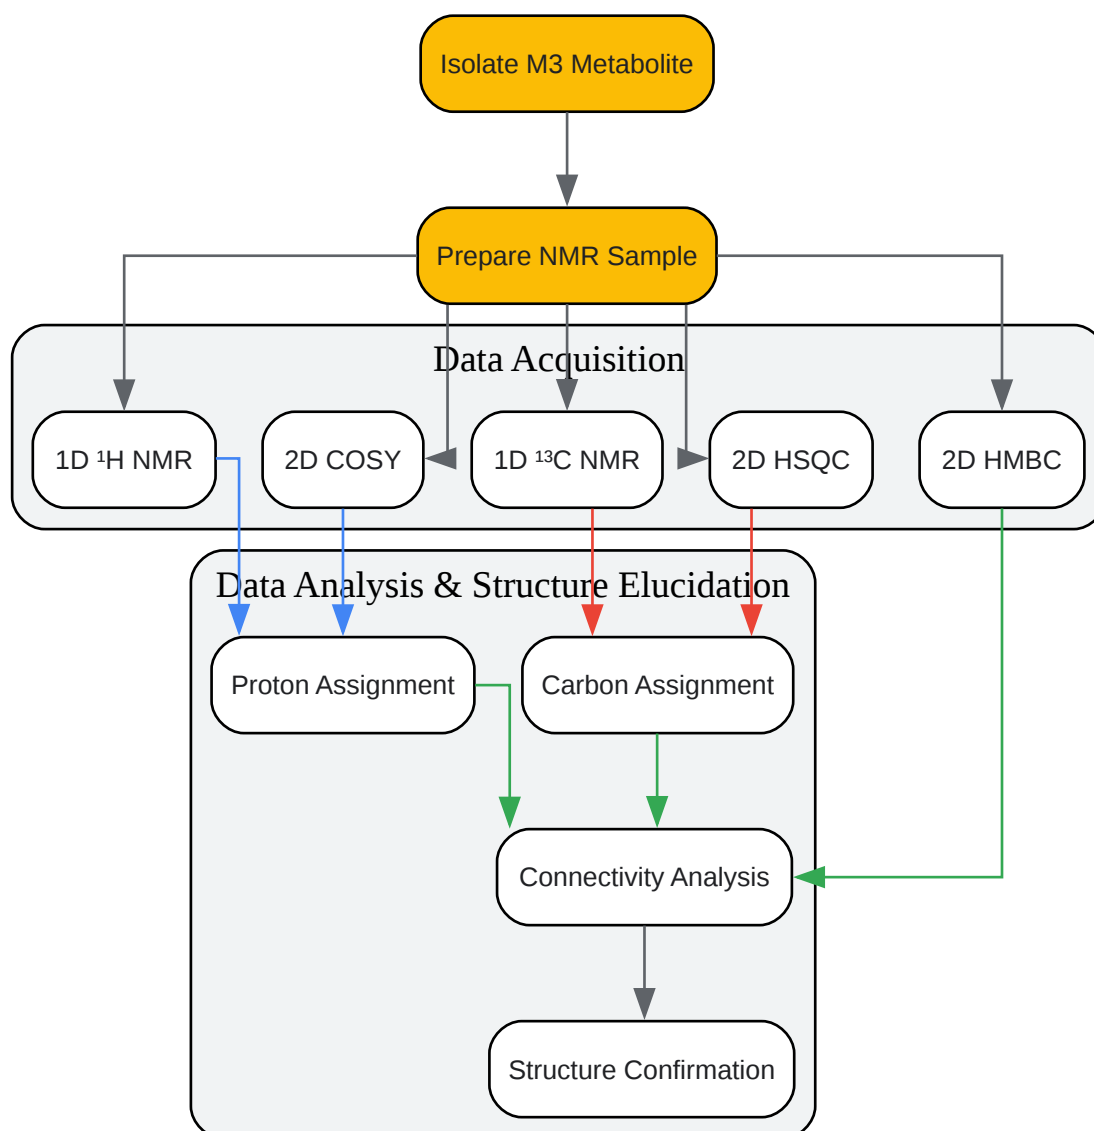 Isolate M3 Metabolite
Prepare NMR Sample
Data Acquisition
1D ¹H NMR
2D COSY
1D ¹³C NMR
2D HSQC
2D HMBC
Data Analysis & Structure Elucidation
Proton Assignment
Carbon Assignment
Connectivity Analysis
Structure Confirmation